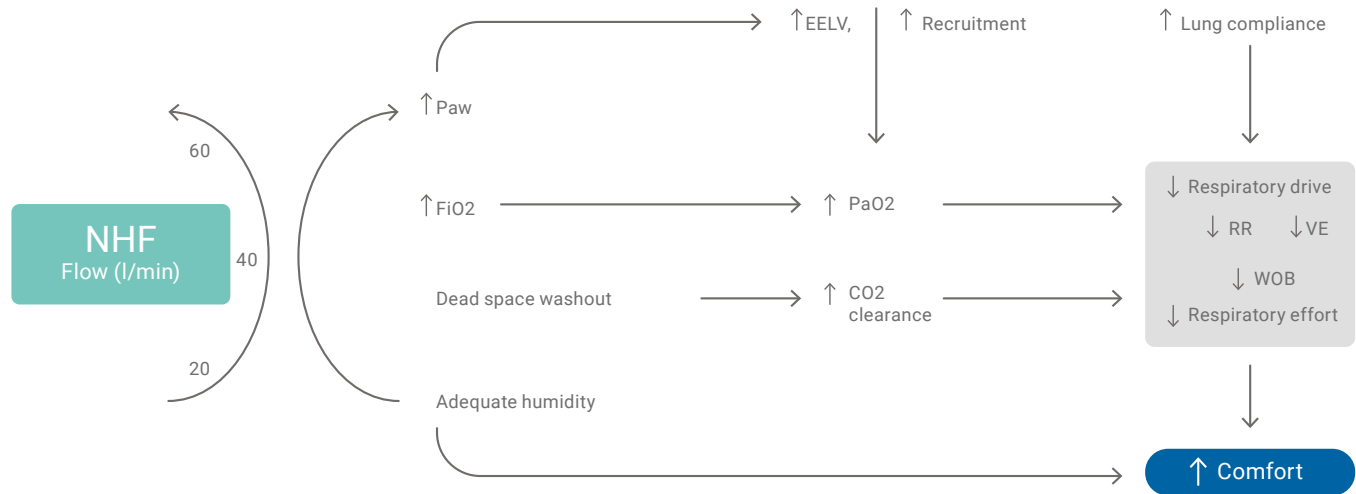 ↑EELV, ↑ Recruitment
↑ Lung compliance
↑Paw
60
↑FiO2
↑ PaO2
↓ Respiratory drive
↓ RR ↓VE
NHF
Flow (l/min)
40
Dead space washout
↑ CO2
clearance
↓ WOB
↓ Respiratory effort
20
Adequate humidity
↑ Comfort